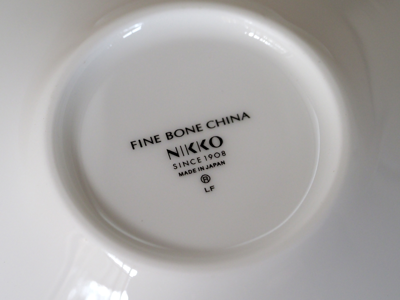 FINE BONE CHINA
NIKKO
SINCE 1908
MADE IN JAPAN
®
LF